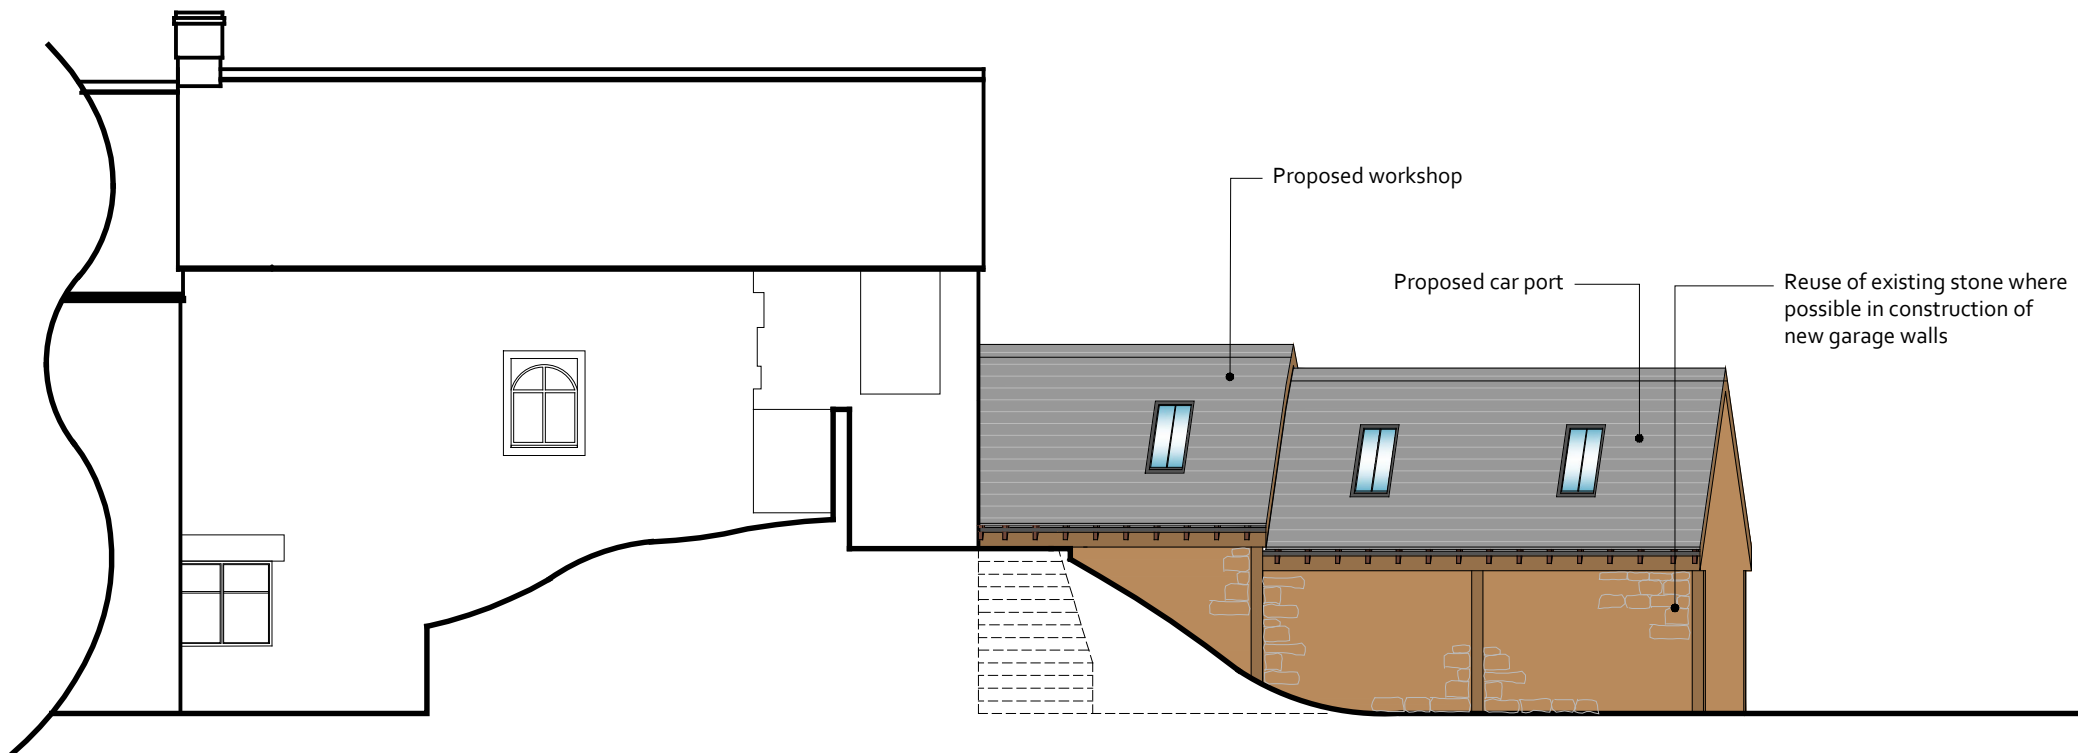 Proposed workshop
Proposed car port
Reuse of existing stone where
possible in construction of
new garage walls